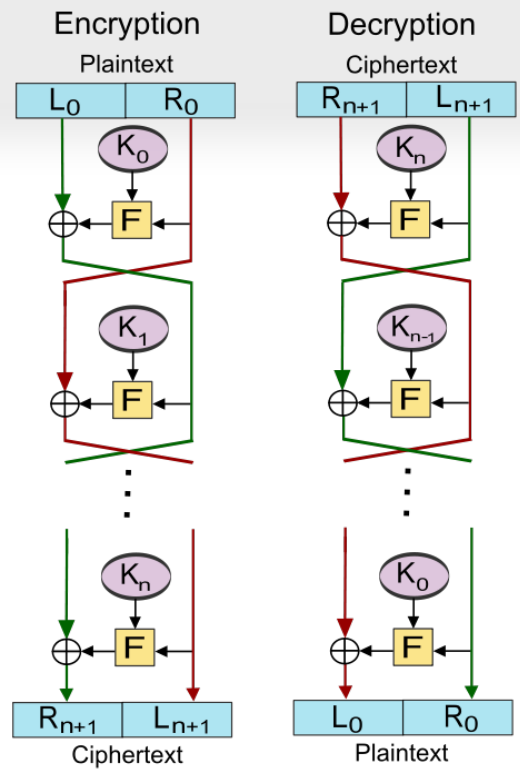 Encryption
Plaintext
L₀ R₀
K₀
F
K₁
F
Kₙ
F
Rₙ₊₁ Lₙ₊₁
Ciphertext
Decryption
Ciphertext
Rₙ₊₁ Lₙ₊₁
Kₙ
F
Kₙ₋₁
F
K₀
F
L₀ R₀
Plaintext